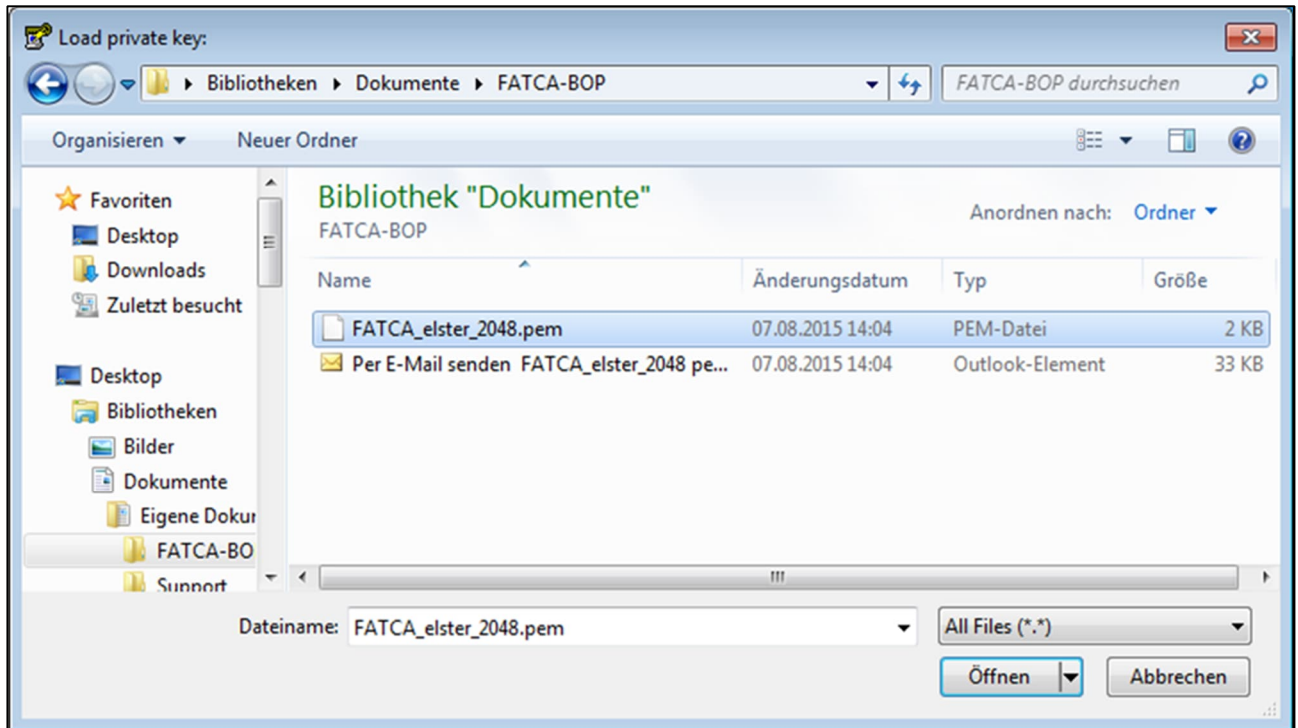 Load private key:
Bibliotheken Dokumente FATCA-BOP FATCA-BOP durchsuchen
Organisieren Neuer Ordner
Favoriten
Desktop
Downloads
Zuletzt besucht
Desktop
Bibliotheken
Bilder
Dokumente
Eigene Dokur
FATCA-BO
Support
Bibliothek "Dokumente"
FATCA-BOP
Anordnen nach: Ordner
Name Änderungsdatum Typ Größe
FATCA_elster_2048.pem 07.08.2015 14:04 PEM-Datei 2 KB
Per E-Mail senden FATCA_elster_2048 pe... 07.08.2015 14:04 Outlook-Element 33 KB
Dateiname: FATCA_elster_2048.pem All Files (*.*)
Öffnen Abbrechen